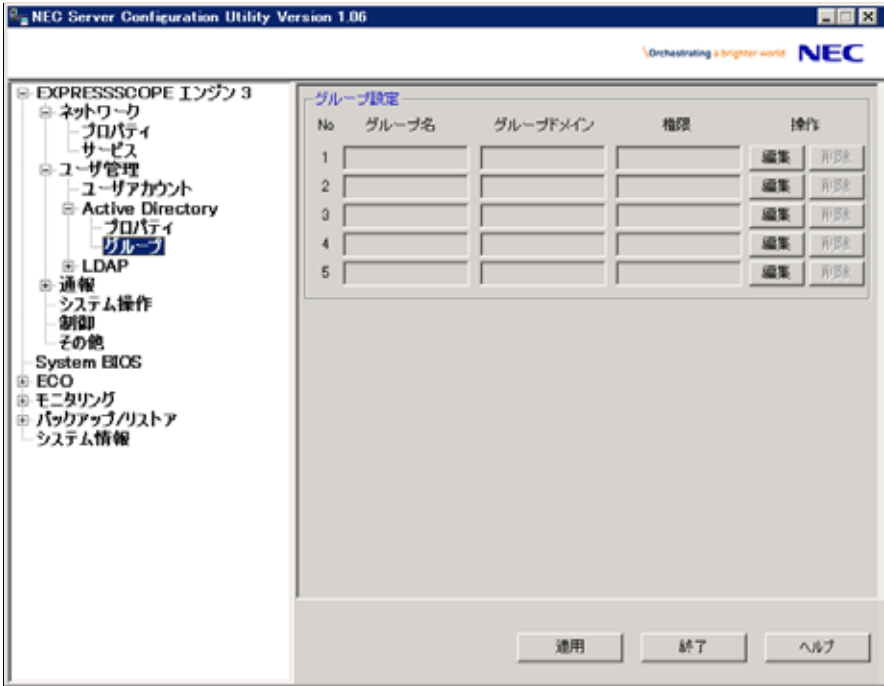 NEC Server Configuration Utility Version 1.06
\Orchestrating a brighter world NEC
EXPRESSSCOPE エンジン 3
ネットワーク
プロパティ
サービス
ユーザ管理
ユーザアカウント
Active Directory
プロパティ
グループ
LDAP
通報
システム操作
制御
その他
System BIOS
ECO
モニタリング
バックアップ/リストア
システム情報
グループ設定
No グループ名 グループドメイン 権限 操作
1 編集 削除
2 編集 削除
3 編集 削除
4 編集 削除
5 編集 削除
適用 終了 ヘルプ